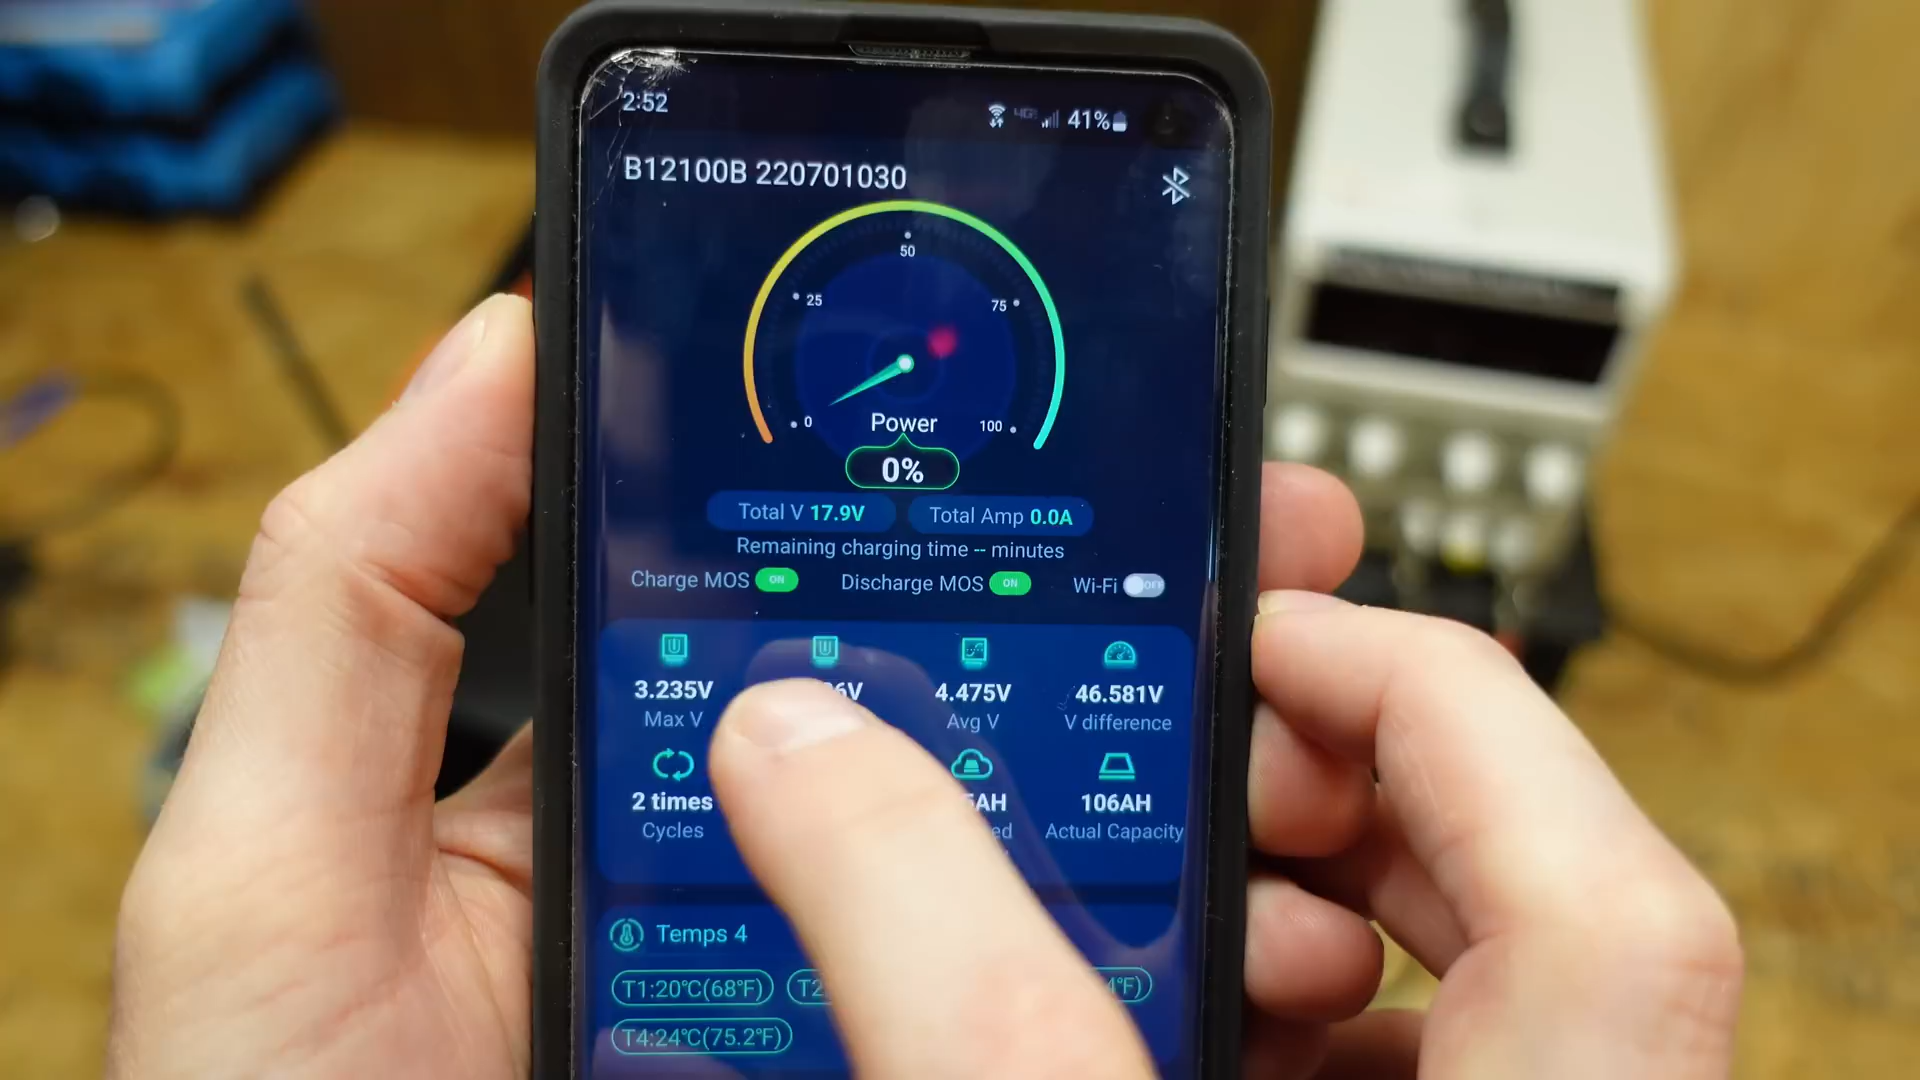 2:52 41%
B12100B 220701030
50
25 75
0 100
Power
0%
Total V 17.9V Total Amp 0.0A
Remaining charging time -- minutes
Charge MOS ON Discharge MOS ON Wi-Fi OFF
3.235V 4.475V 46.581V
Max V Avg V V difference
2 times 106AH
Cycles Actual Capacity
Temps 4
T1:20℃(68℉) T2
T4:24℃(75.2℉)